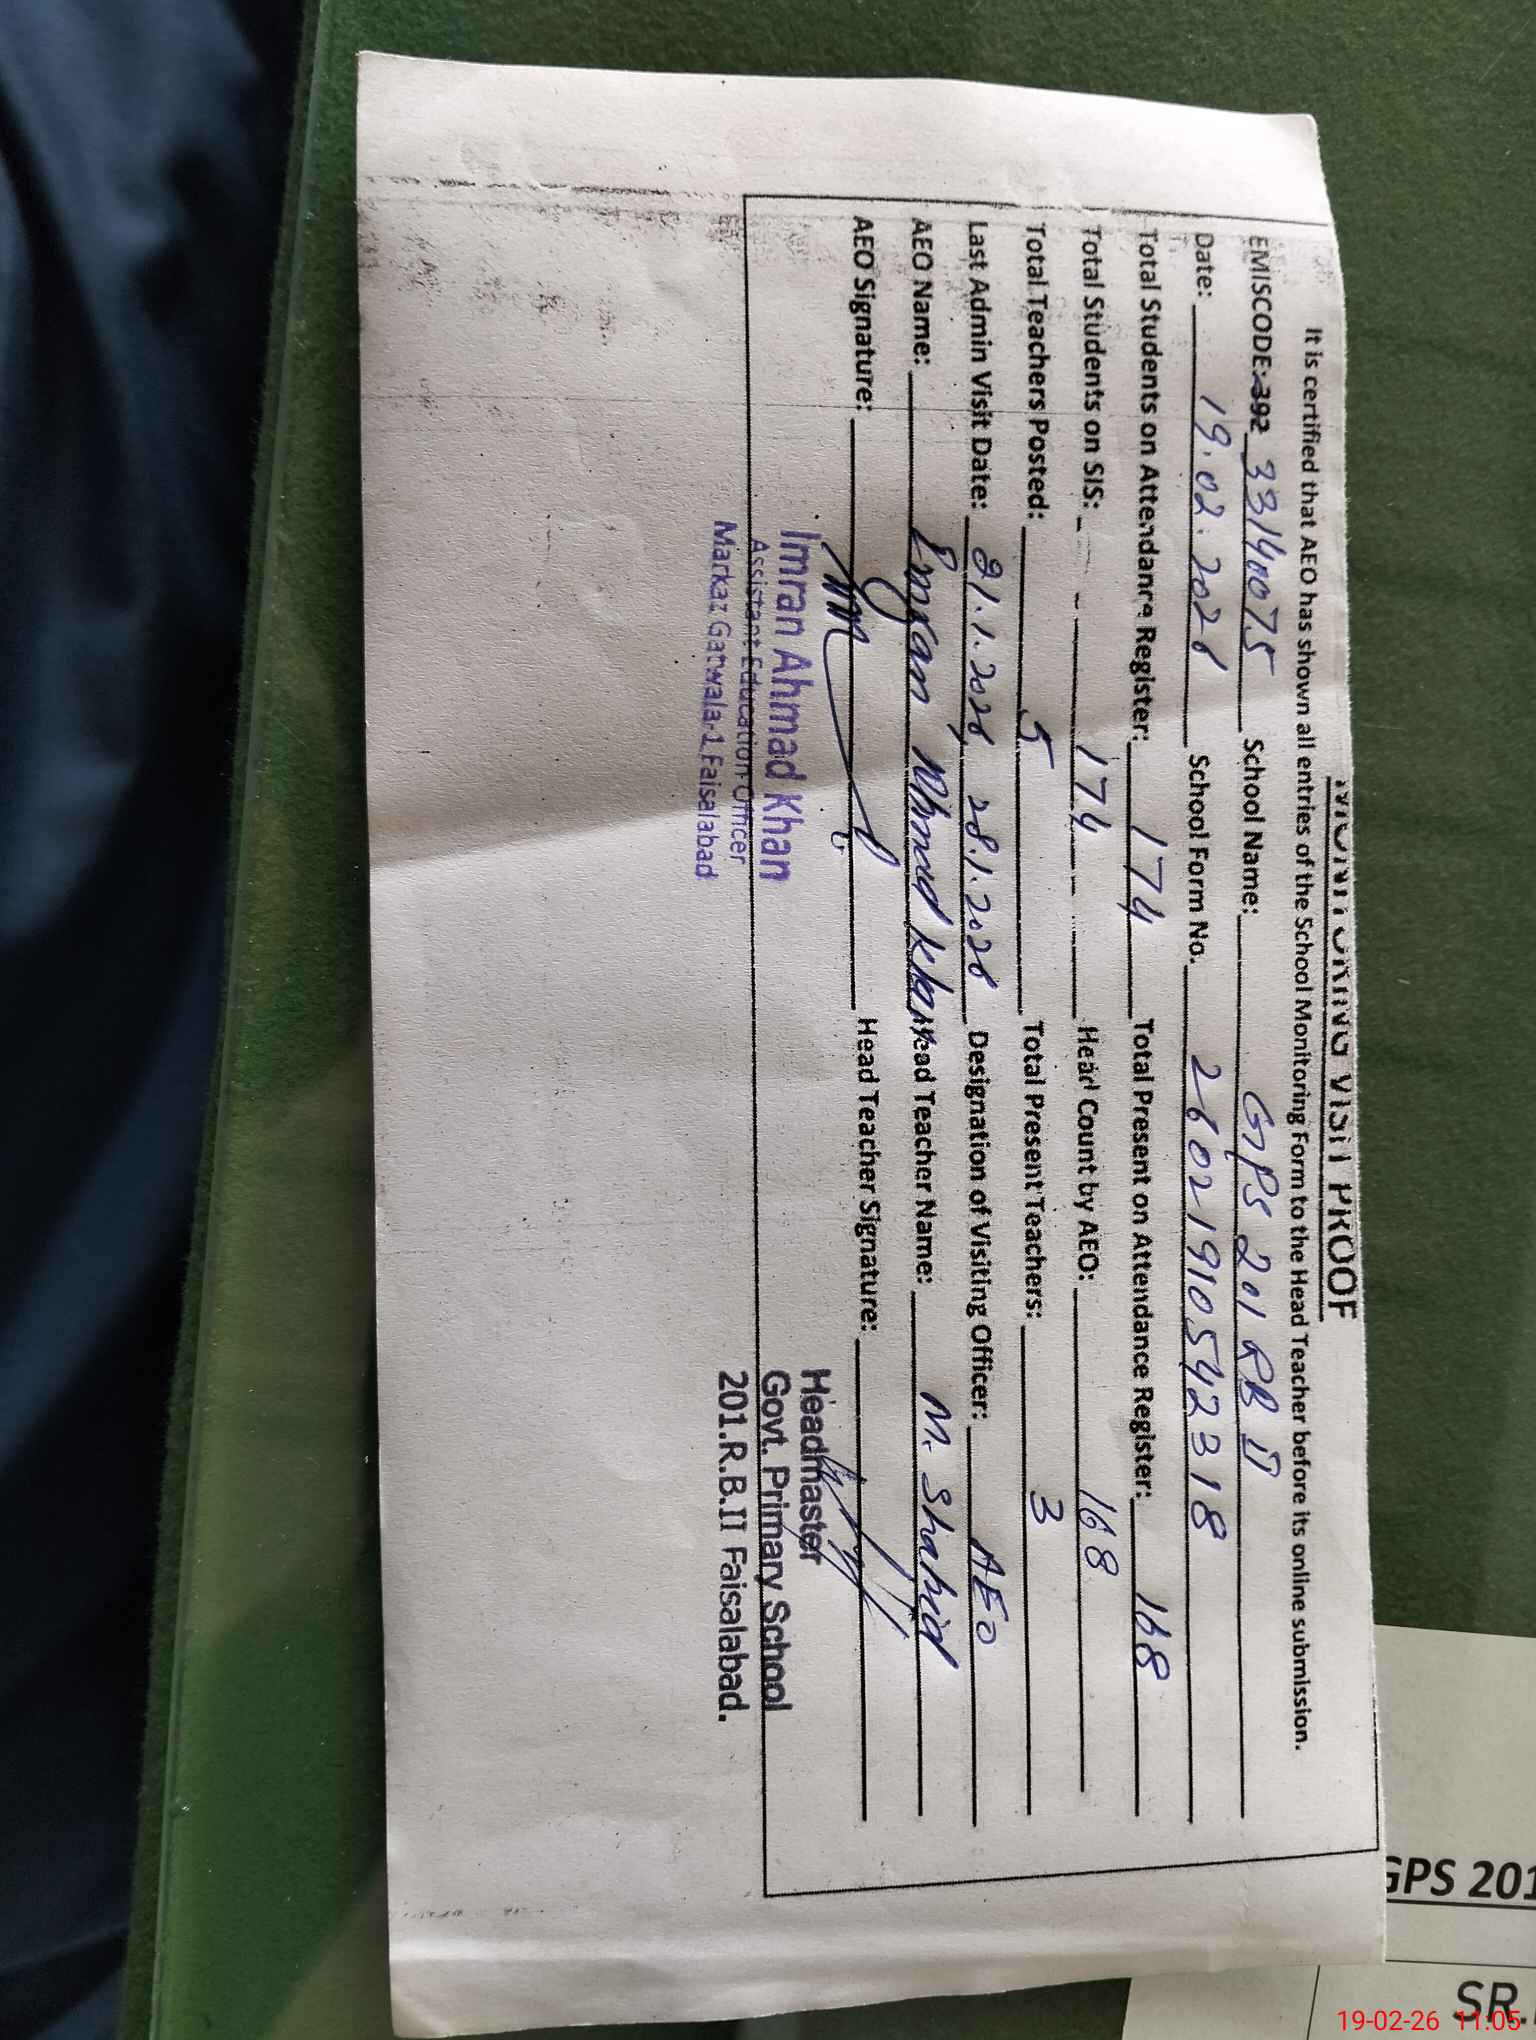 MONITORING VISIT PROOF
It is certified that AEO has shown all entries of the School Monitoring Form to the Head Teacher before its online submission.
EMISCODE: 392 33140075 School Name: GPS 201 RB II
Date: 19.02.2026 School Form No. 26021910542318
Total Students on Attendance Register: 174 Total Present on Attendance Register: 168
Total Students on SIS: 174 Head Count by AEO: 168
Total Teachers Posted: 5 Total Present Teachers: 3
Last Admin Visit Date: 21.1.2026, 28.1.2026 Designation of Visiting Officer: AEO
AEO Name: Imran Ahmad Khan Head Teacher Name: M. Shahid
AEO Signature: Head Teacher Signature:
Imran Ahmad Khan
Assistant Education Officer
Markaz Gatwala-1 Faisalabad
Headmaster
Govt. Primary School
201.R.B.II Faisalabad.
GPS 201
SR.
19-02-26 11:05